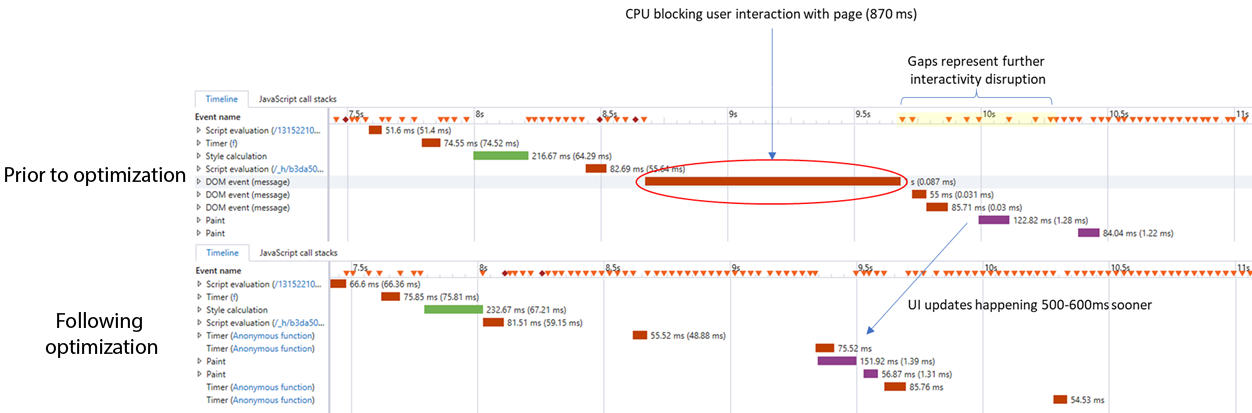 CPU blocking user interaction with page (870 ms)
Gaps represent further
interactivity disruption
Prior to optimization
Timeline JavaScript call stacks
Event name 7.5s 8s 8.5s 9s 9.5s 10s 10.5s 11s
Script evaluation (/13152210... 51.6 ms (51.4 ms)
Timer (f) 74.55 ms (74.52 ms)
Style calculation 216.67 ms (64.29 ms)
Script evaluation (/_h/b3da50... 82.69 ms (55.64 ms)
DOM event (message) s (0.087 ms)
DOM event (message) 55 ms (0.031 ms)
DOM event (message) 85.71 ms (0.03 ms)
Paint 122.82 ms (1.28 ms)
Paint 84.04 ms (1.22 ms)
Following
optimization
Timeline JavaScript call stacks
Event name 7.5s 8s 8.5s 9s 9.5s 10s 10.5s 11s
Script evaluation (/13152210... 66.6 ms (66.36 ms)
Timer (f) 75.85 ms (75.81 ms)
Style calculation 232.67 ms (67.21 ms)
Script evaluation (/_h/b3da50... 81.51 ms (59.15 ms)
Timer (Anonymous function) 55.52 ms (48.88 ms)
Timer (Anonymous function) 75.52 ms
Paint 151.92 ms (1.39 ms)
Paint 56.87 ms (1.31 ms)
Timer (Anonymous function) 85.76 ms
Timer (Anonymous function) 54.53 ms
UI updates happening 500-600ms sooner